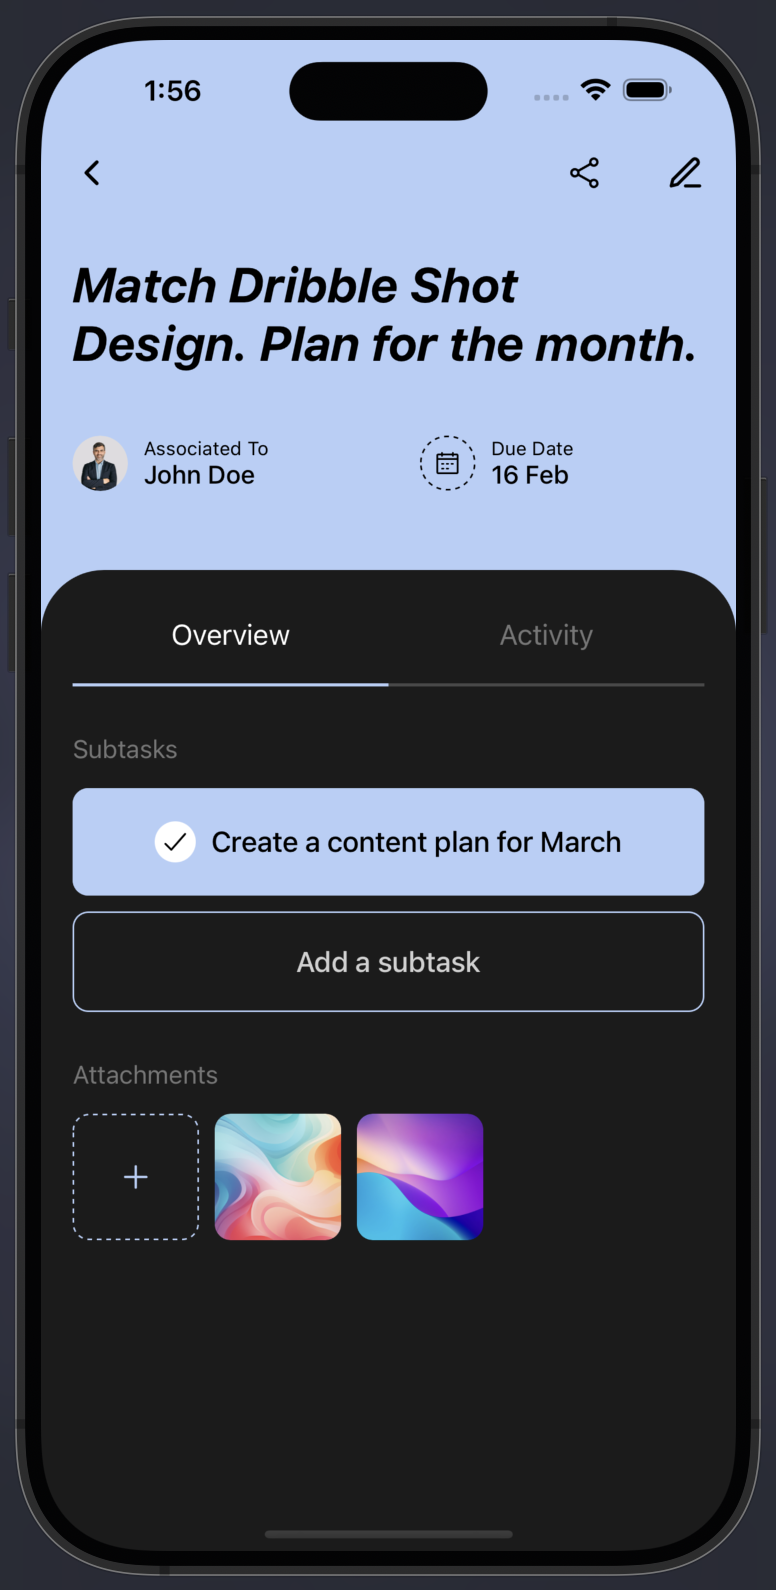 1:56
Match Dribble Shot
Design. Plan for the month.
Associated To
John Doe
Due Date
16 Feb
Overview
Activity
Subtasks
Create a content plan for March
Add a subtask
Attachments